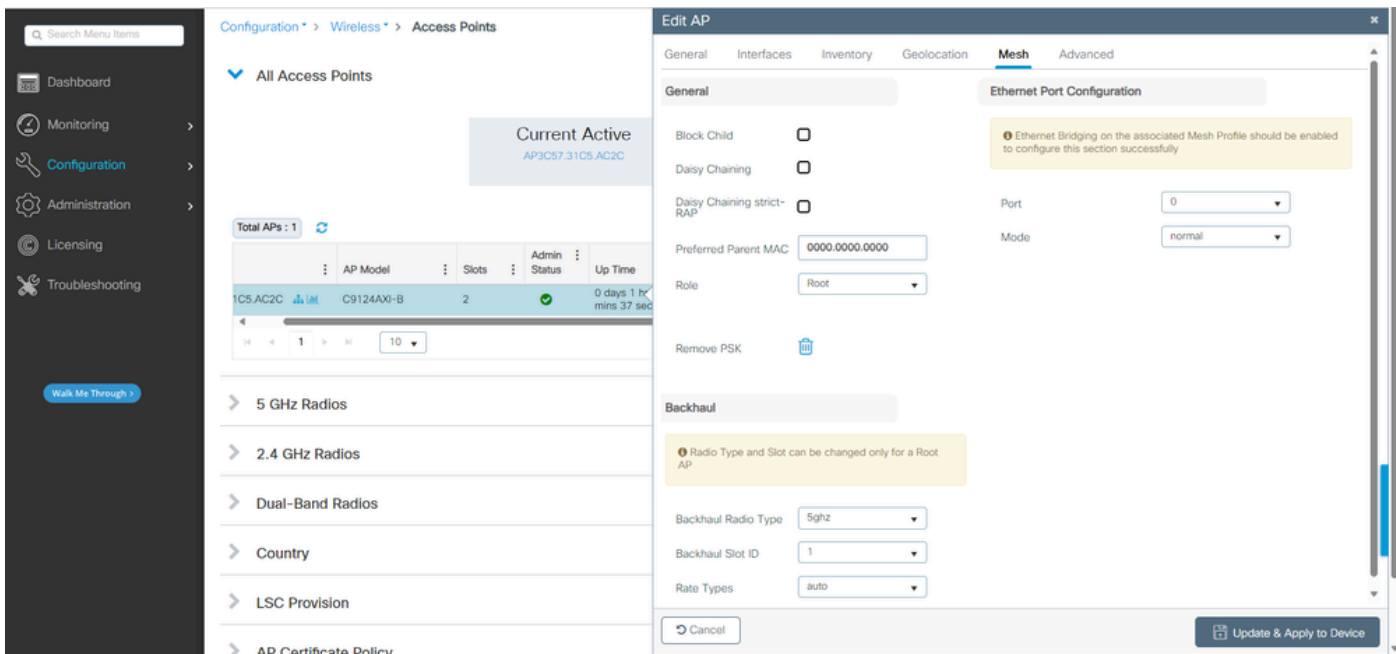 Search Menu Items
Dashboard
Monitoring
Configuration
Administration
Licensing
Troubleshooting
Walk Me Through >
Configuration > Wireless > Access Points
All Access Points
Current Active
AP3C57.31C5.AC2C
Total APs : 1
AP Model
Slots
Admin
Status
Up Time
1C5.AC2C
C9124AXI-B
2
0 days 1
mins 37 sec
1
10
5 GHz Radios
2.4 GHz Radios
Dual-Band Radios
Country
LSC Provision
AP Certificate Policy
Edit AP
General Interfaces Inventory Geolocation Mesh Advanced
General
Block Child
Daisy Chaining
Daisy Chaining strict-
RAP
Preferred Parent MAC 0000.0000.0000
Role Root
Remove PSK
Backhaul
Radio Type and Slot can be changed only for a Root
AP
Backhaul Radio Type 5ghz
Backhaul Slot ID 1
Rate Types auto
Ethernet Port Configuration
Ethernet Bridging on the associated Mesh Profile should be enabled
to configure this section successfully
Port 0
Mode normal
Cancel
Update & Apply to Device